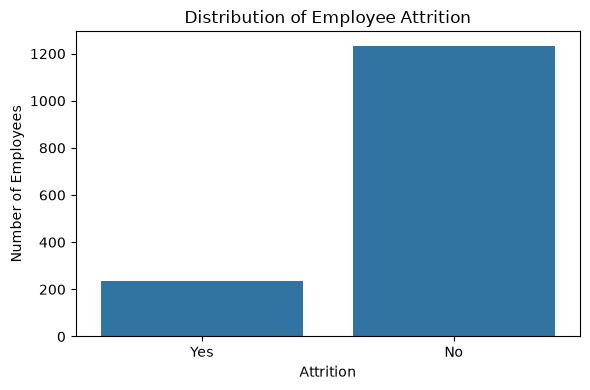 Distribution of Employee Attrition
Number of Employees
1200
1000
800
600
400
200
0
Yes
No
Attrition